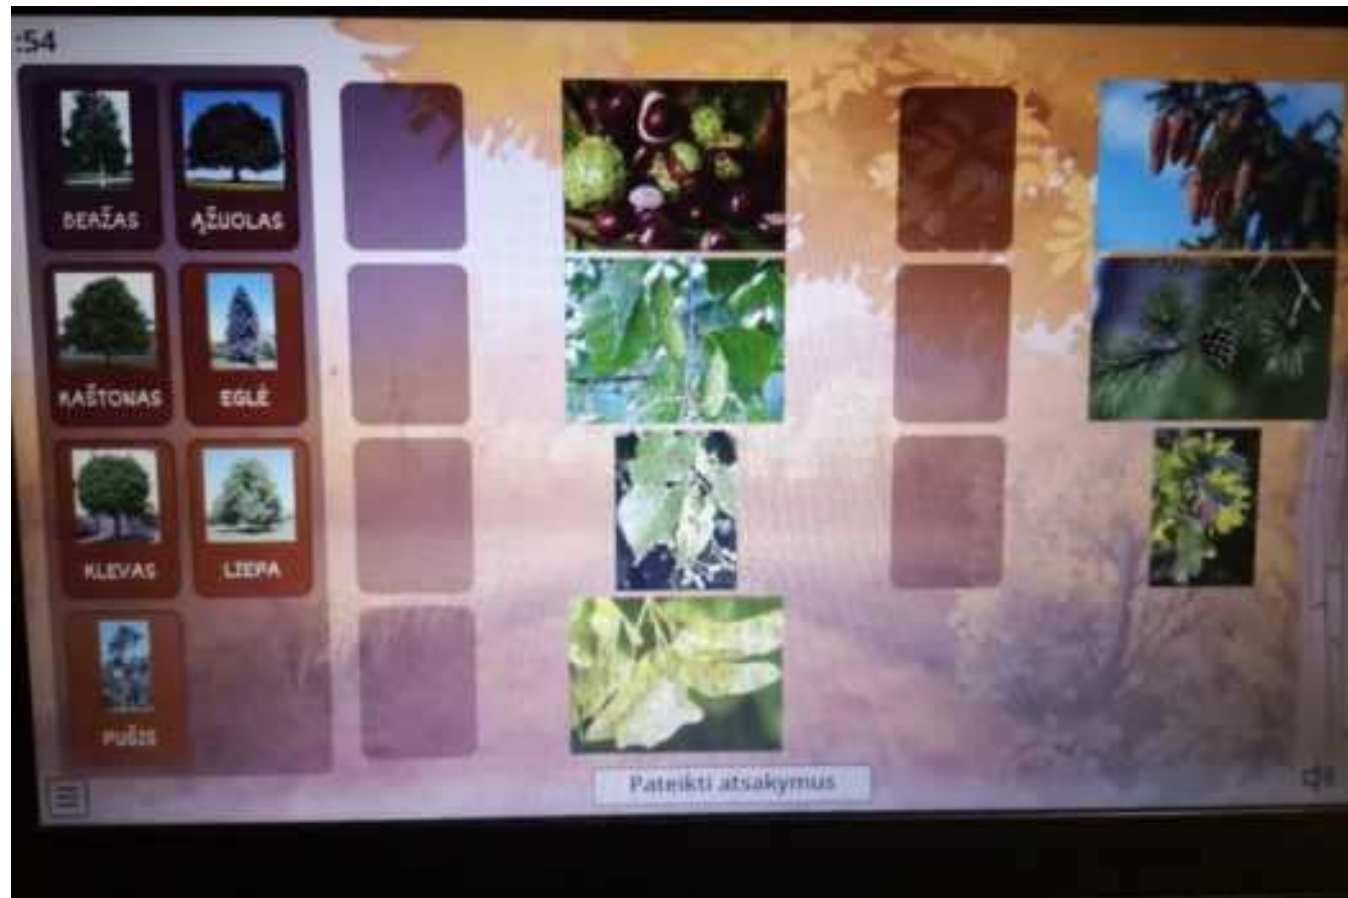 :54
BERŽAS
ĄŽUOLAS
KAŠTONAS
EGLĖ
KLEVAS
LIEPA
PUŠIS
Pateikti atsakymus